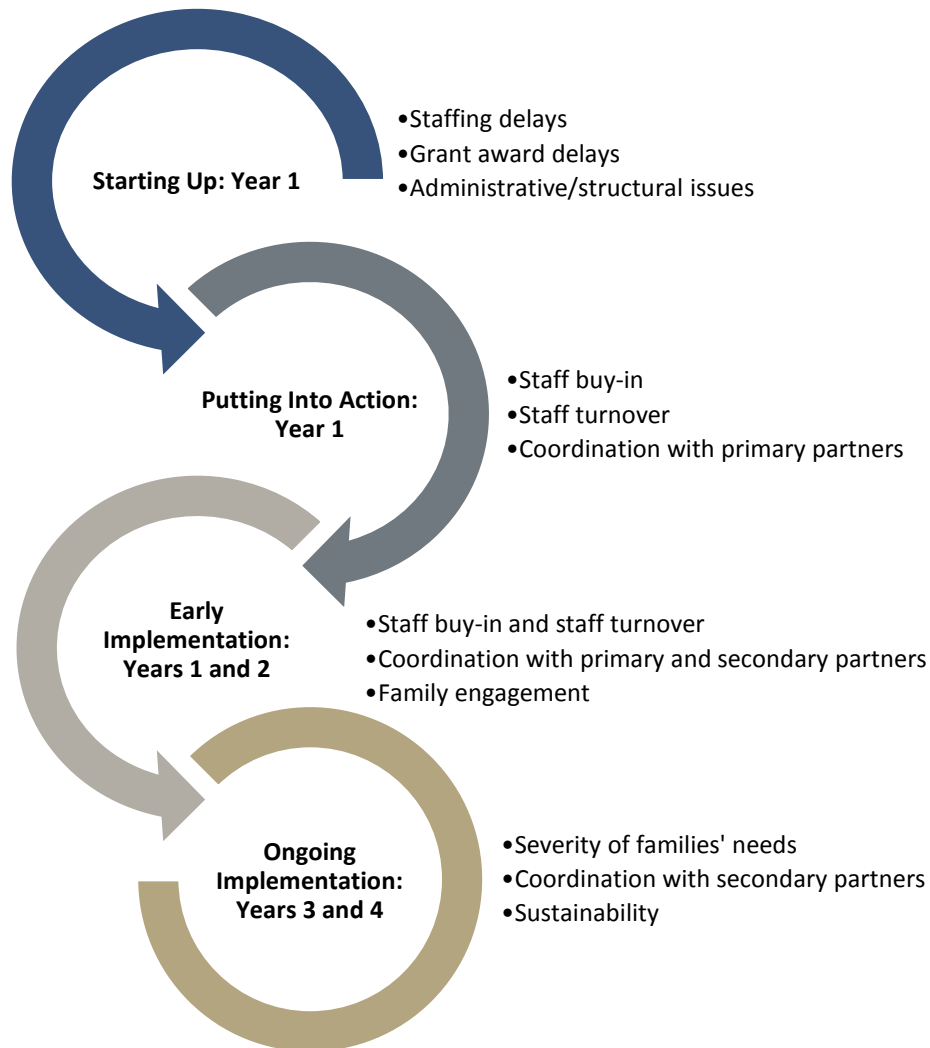 •Staffing delays
•Grant award delays
Starting Up: Year 1
•Administrative/structural issues
•Staff buy-in
Putting Into Action:
Year 1
•Staff turnover
•Coordination with primary partners
Early
Implementation:
Years 1 and 2
•Staff buy-in and staff turnover
•Coordination with primary and secondary partners
•Family engagement
Ongoing
Implementation:
Years 3 and 4
•Severity of families' needs
•Coordination with secondary partners
•Sustainability